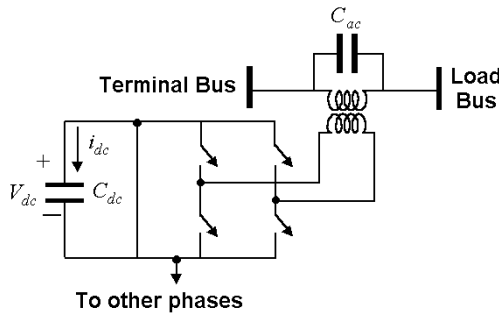 C_ac
Terminal Bus
Load
Bus
+
i_dc
V_dc
C_dc
−
To other phases